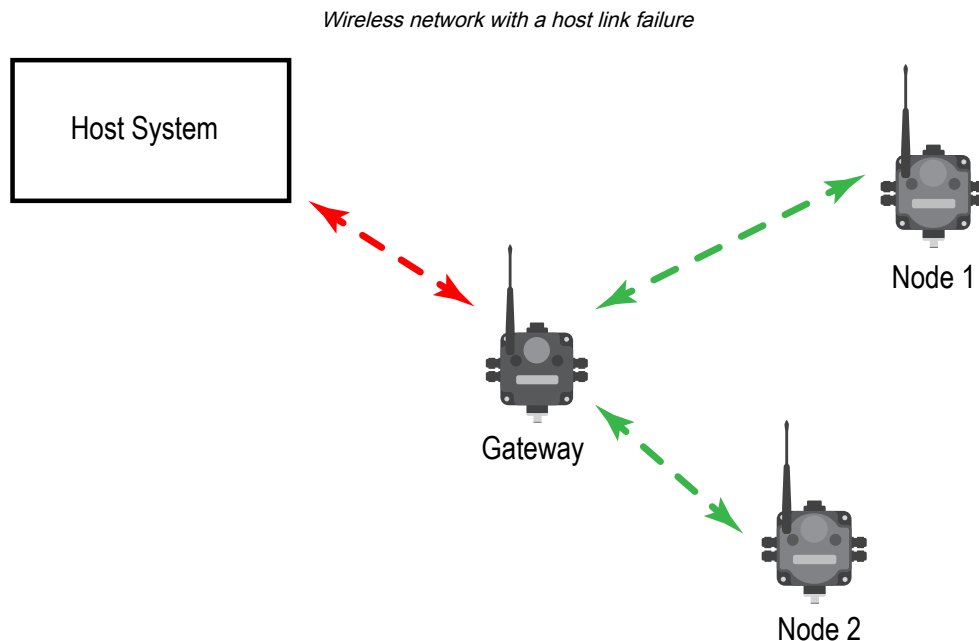 Wireless network with a host link failure
Host System
Node 1
Gateway
Node 2